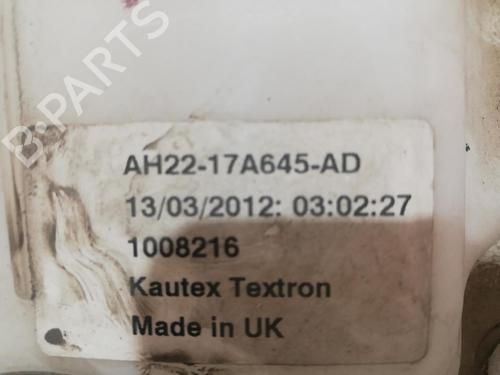 B-PARTS
AH22-17A645-AD
13/03/2012: 03:02:27
1008216
Kautex Textron
Made in UK